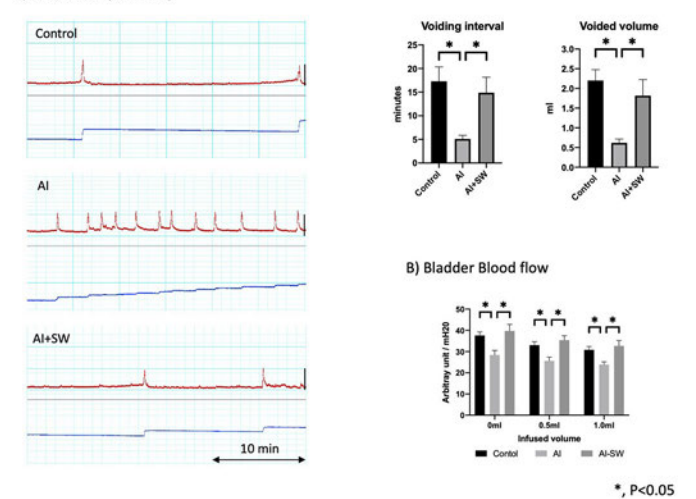 Control
AI
AI+SW
10 min
Voiding interval
* *
minutes
25
20
15
10
5
0
Control
AI
AI+SW
Voided volume
* *
ml
3.0
2.5
2.0
1.5
1.0
0.5
0.0
Control
AI
AI+SW
B) Bladder Blood flow
* * * * * *
Arbitray unit / mH20
50
40
30
20
10
0
0ml 0.5ml 1.0ml
Infused volume
Contol AI AI-SW
*, P<0.05